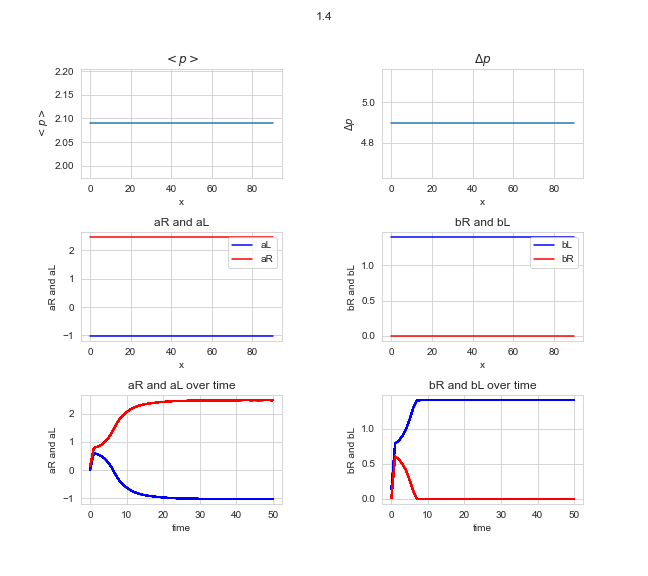 1.4
< p >
Δp
< p >
2.20
2.15
2.10
2.05
2.00
0 20 40 60 80
x
Δp
5.0
4.8
0 20 40 60 80
x
aR and aL
bR and bL
aR and aL
2
1
0
−1
aL
aR
0 20 40 60 80
x
bR and bL
1.0
0.5
0.0
bL
bR
0 20 40 60 80
x
aR and aL over time
bR and bL over time
aR and aL
2
1
0
−1
0 10 20 30 40 50
time
bR and bL
1.0
0.5
0.0
0 10 20 30 40 50
time